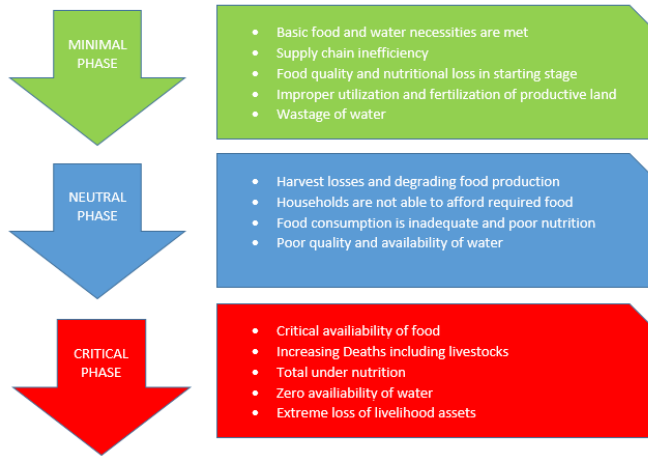 MINIMAL
PHASE
• Basic food and water necessities are met
• Supply chain inefficiency
• Food quality and nutritional loss in starting stage
• Improper utilization and fertilization of productive land
• Wastage of water
NEUTRAL
PHASE
• Harvest losses and degrading food production
• Households are not able to afford required food
• Food consumption is inadequate and poor nutrition
• Poor quality and availability of water
CRITICAL
PHASE
• Critical availiability of food
• Increasing Deaths including livestocks
• Total under nutrition
• Zero availiability of water
• Extreme loss of livelihood assets